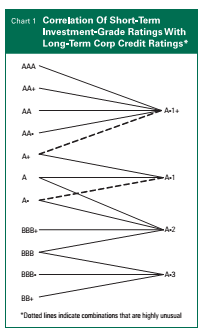 Chart 1 Correlation Of Short-Term
Investment-Grade Ratings With
Long-Term Corp Credit Ratings*
AAA
AA+
AA
AA-
A+
A
A-
BBB+
BBB
BBB-
BB+
A-1+
A-1
A-2
A-3
*Dotted lines indicate combinations that are highly unusual